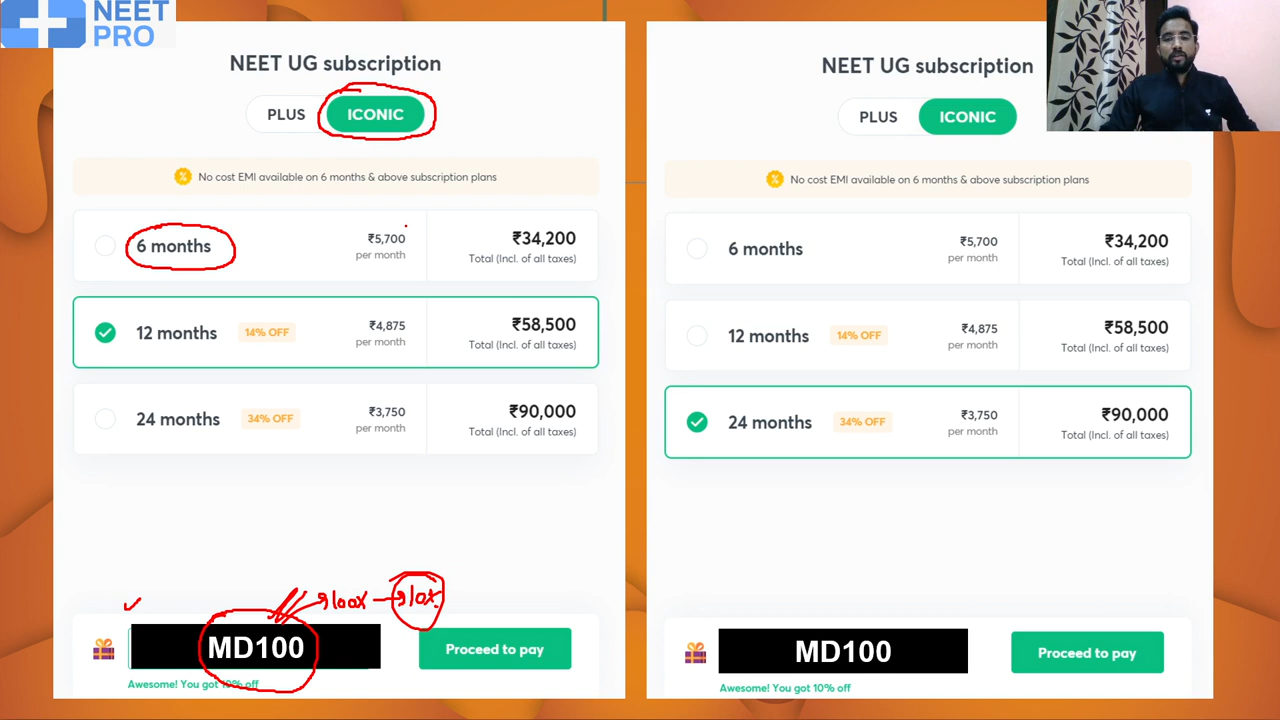 NEET
PRO
NEET UG subscription
PLUS ICONIC
No cost EMI available on 6 months & above subscription plans
6 months ₹5,700 per month ₹34,200 Total (Incl. of all taxes)
12 months 14% OFF ₹4,875 per month ₹58,500 Total (Incl. of all taxes)
24 months 34% OFF ₹3,750 per month ₹90,000 Total (Incl. of all taxes)
MD100 Proceed to pay
Awesome! You got 10% off
NEET UG subscription
PLUS ICONIC
No cost EMI available on 6 months & above subscription plans
6 months ₹5,700 per month ₹34,200 Total (Incl. of all taxes)
12 months 14% OFF ₹4,875 per month ₹58,500 Total (Incl. of all taxes)
24 months 34% OFF ₹3,750 per month ₹90,000 Total (Incl. of all taxes)
MD100 Proceed to pay
Awesome! You got 10% off